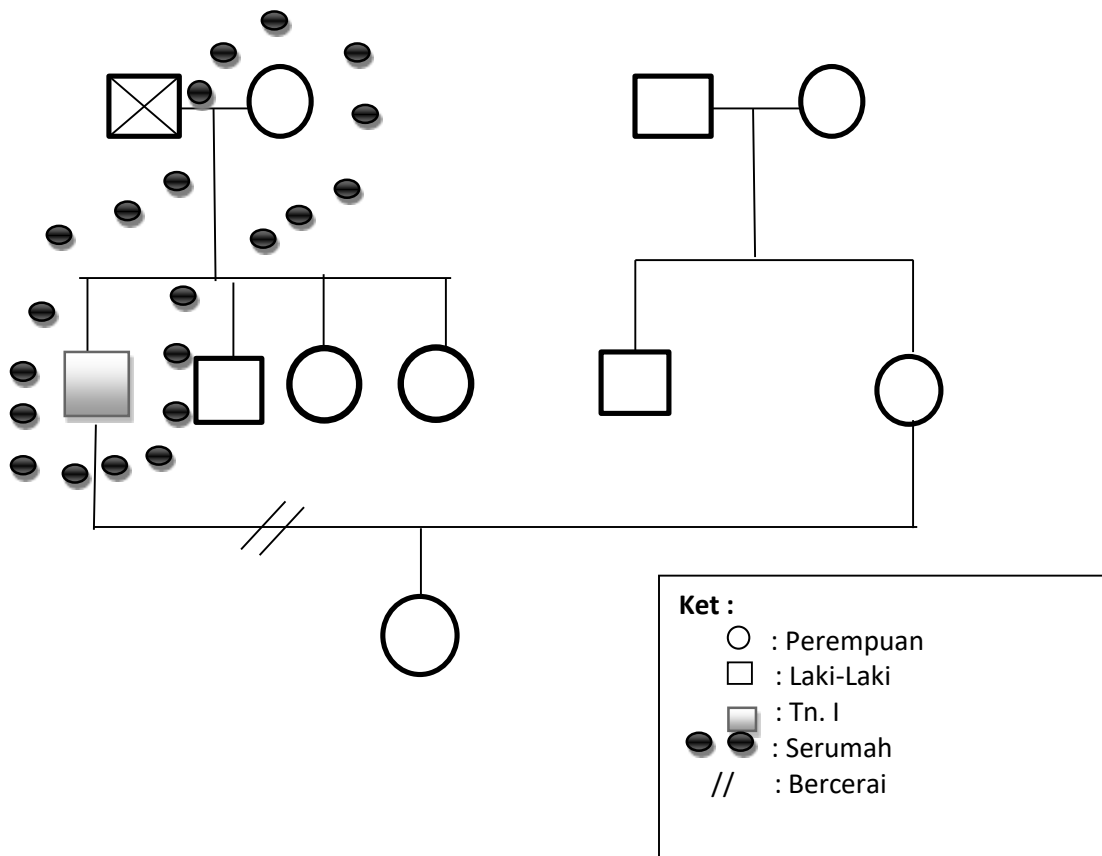 Ket :
: Perempuan
: Laki-Laki
: Tn. I
: Serumah
// : Bercerai